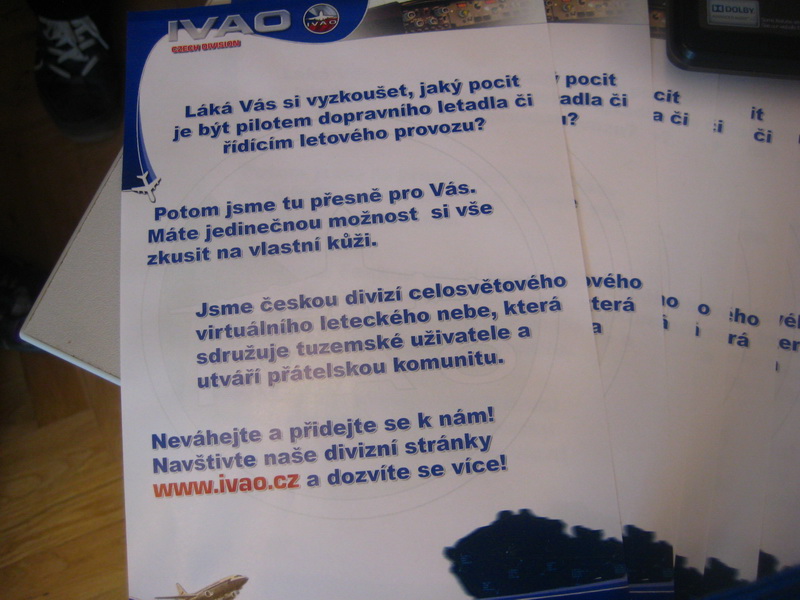 IVAO
IVAO
CZECH DIVISION
DOLBY
Láká Vás si vyzkoušet, jaký pocit
je být pilotem dopravního letadla či
řídícím letového provozu?
Potom jsme tu přesně pro Vás.
Máte jedinečnou možnost si vše
zkusit na vlastní kůži.
Jsme českou divizí celosvětového
virtuálního leteckého nebe, která
sdružuje tuzemské uživatele a
utváří přátelskou komunitu.
Neváhejte a přidejte se k nám!
Navštivte naše divizní stránky
www.ivao.cz a dozvíte se více!